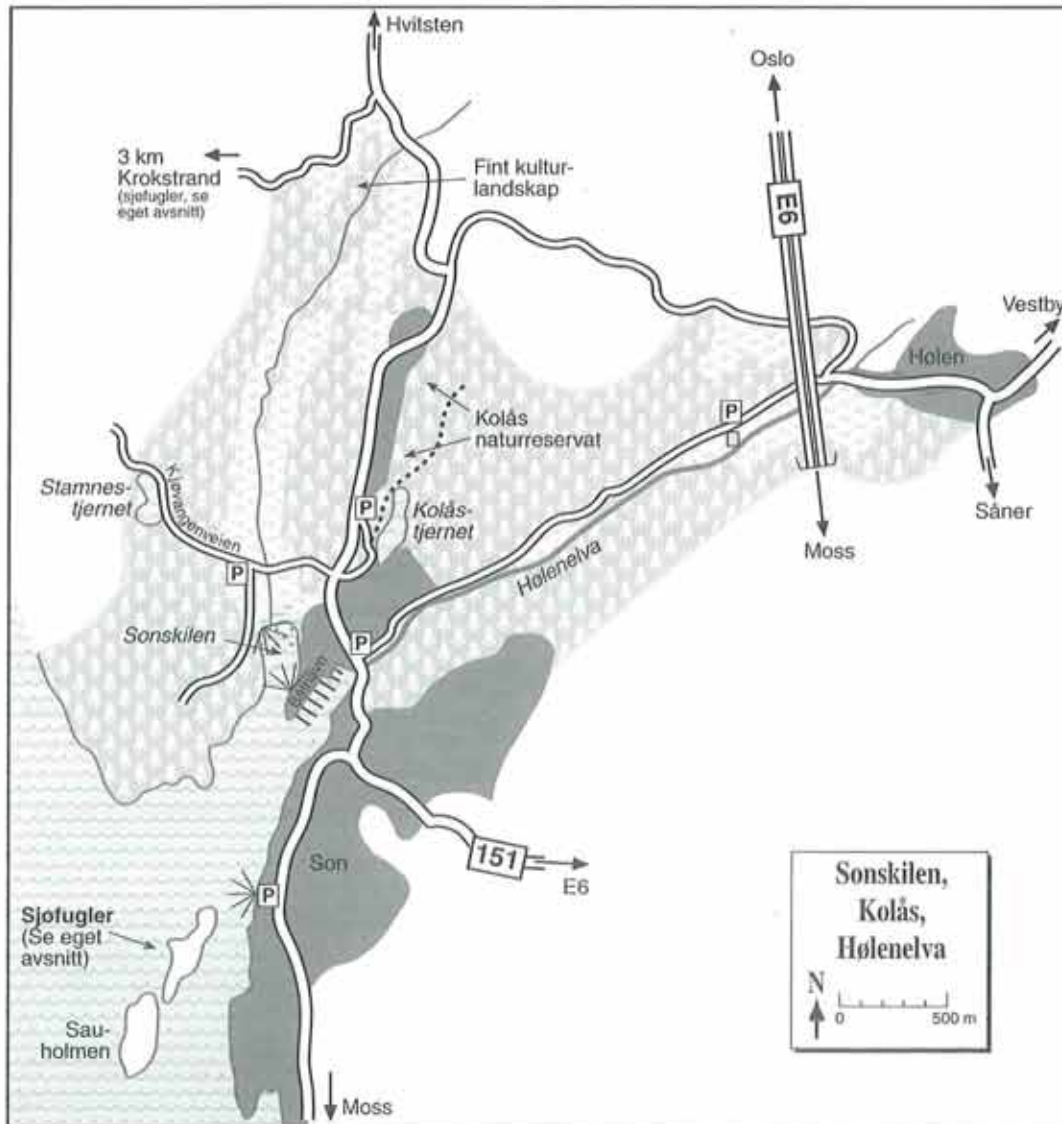 Hvitsten
Oslo
3 km
Krokstrand
(sjøfugler, se
eget avsnitt)
Fint kultur-
landskap
E6
Vestby
Hølen
Kolås
naturreservat
P
Stamnes-
tjernet
Kjøvangenveien
P
Kolås-
tjernet
Såner
Moss
Hølenelva
P
Sonskilen
P
Båthavn
Son
151
E6
P
Sjøfugler
(Se eget
avsnitt)
Sau-
holmen
Moss
Sonskilen,
Kolås,
Hølenelva
N
0
500 m